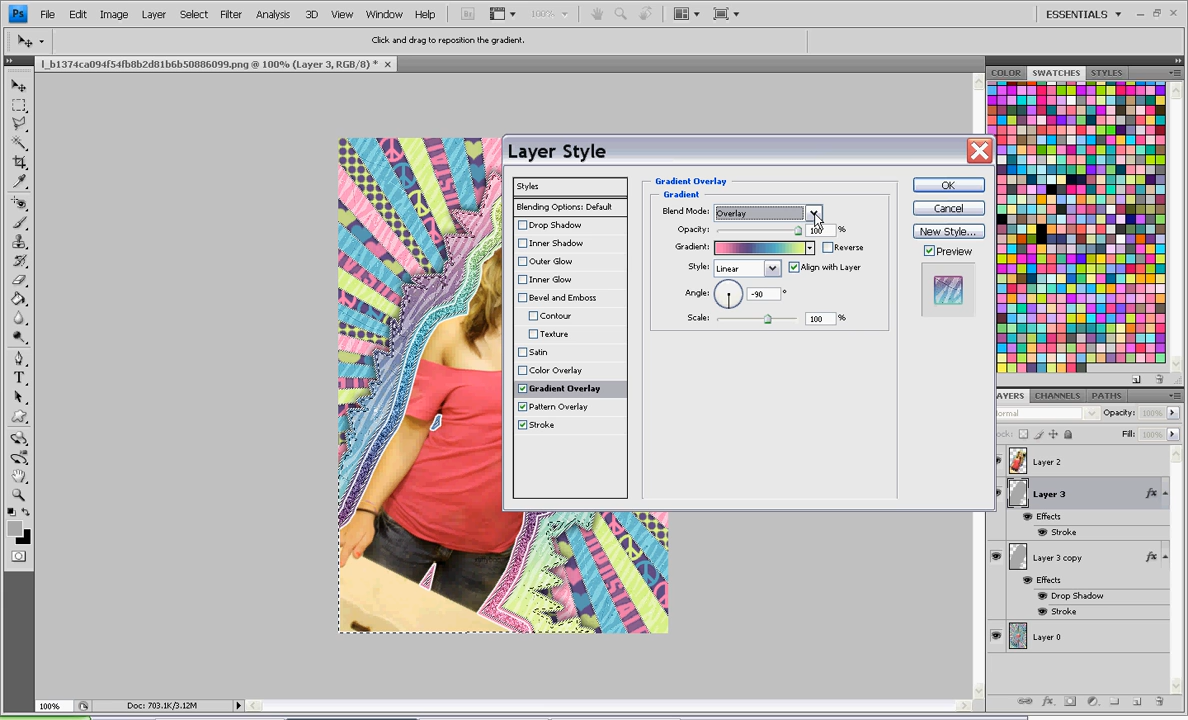 Ps File Edit Image Layer Select Filter Analysis 3D View Window Help Br 100% ESSENTIALS
Click and drag to reposition the gradient.
l_b1374ca094f54fb8b2d81b6b50886099.png @ 100% (Layer 3, RGB/8) *
COLOR SWATCHES STYLES
Layer Style
Styles
Blending Options: Default
Drop Shadow
Inner Shadow
Outer Glow
Inner Glow
Bevel and Emboss
Contour
Texture
Satin
Color Overlay
Gradient Overlay
Pattern Overlay
Stroke
Gradient Overlay
Gradient
Blend Mode: Overlay
Opacity: 100 %
Gradient: Reverse
Style: Linear Align with Layer
Angle: -90 °
Scale: 100 %
OK
Cancel
New Style...
Preview
AYERS CHANNELS PATHS
Normal Opacity: 100%
Fill: 100%
Layer 2
Layer 3 fx
Effects
Stroke
Layer 3 copy fx
Effects
Drop Shadow
Stroke
Layer 0
100% Doc: 703.1K/3.12M